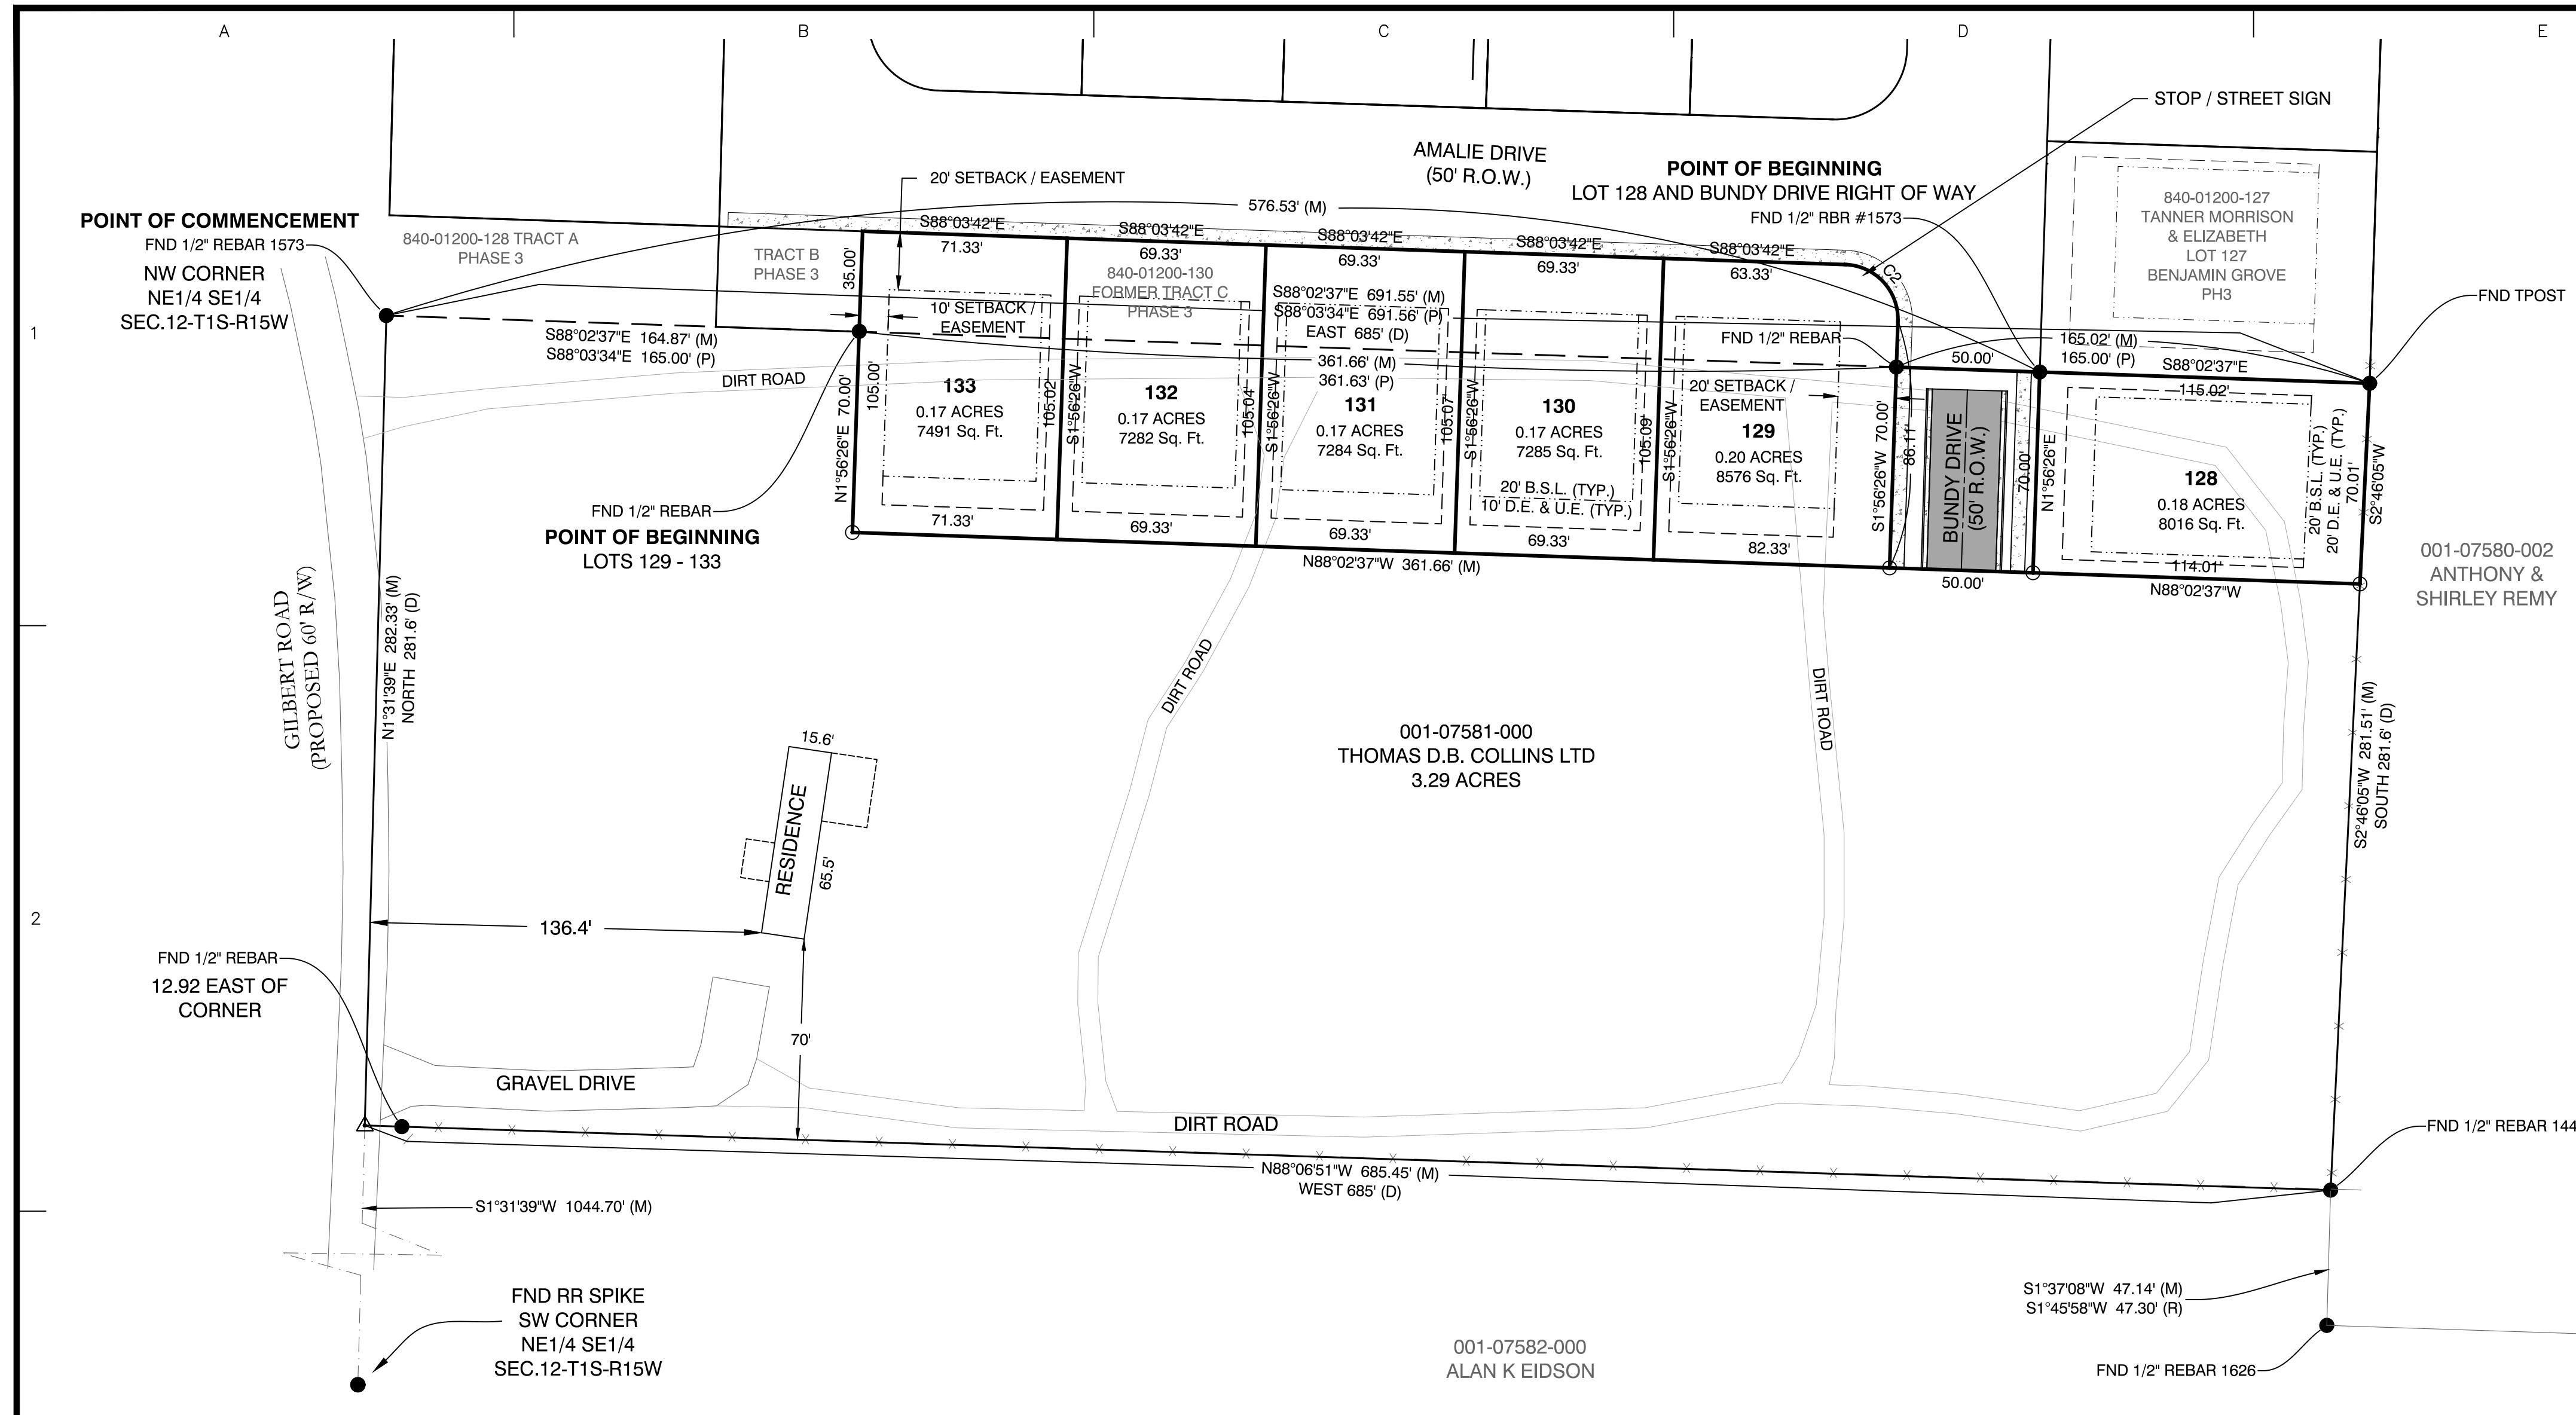 A
B
C
D
E
1
2
STOP / STREET SIGN
AMALIE DRIVE
(50' R.O.W.)
POINT OF BEGINNING
LOT 128 AND BUNDY DRIVE RIGHT OF WAY
FND 1/2" RBR #1573
20' SETBACK / EASEMENT
576.53' (M)
POINT OF COMMENCEMENT
FND 1/2" REBAR 1573
NW CORNER
NE1/4 SE1/4
SEC.12-T1S-R15W
840-01200-128 TRACT A
PHASE 3
TRACT B
PHASE 3
35.00'
S88°03'42"E
71.33'
S88°03'42"E
69.33'
S88°03'42"E
69.33'
S88°03'42"E
69.33'
S88°03'42"E
63.33'
C2
840-01200-130
FORMER TRACT C
PHASE 3
840-01200-127
TANNER MORRISON
& ELIZABETH
LOT 127
BENJAMIN GROVE
PH3
FND TPOST
S88°02'37"E 691.55' (M)
S88°03'34"E 691.56' (P)
EAST 685' (D)
10' SETBACK /
EASEMENT
S88°02'37"E 164.87' (M)
S88°03'34"E 165.00' (P)
361.66' (M)
361.63' (P)
FND 1/2" REBAR
50.00'
165.02' (M)
165.00' (P)
S88°02'37"E
115.02'
DIRT ROAD
N1°56'26"E 70.00'
105.00'
133
0.17 ACRES
7491 Sq. Ft.
105.02'
S1°56'26"W
132
0.17 ACRES
7282 Sq. Ft.
105.04'
S1°56'26"W
131
0.17 ACRES
7284 Sq. Ft.
105.07'
S1°56'26"W
130
0.17 ACRES
7285 Sq. Ft.
20' B.S.L. (TYP.)
10' D.E. & U.E. (TYP.)
105.09'
S1°56'26"W
20' SETBACK /
EASEMENT
129
0.20 ACRES
8576 Sq. Ft.
S1°56'26"W 70.00'
86.11'
BUNDY DRIVE
(50' R.O.W.)
70.00'
N1°56'26"E
128
0.18 ACRES
8016 Sq. Ft.
20' B.S.L. (TYP.)
20' D.E. & U.E. (TYP.)
70.01'
S2°46'05"W
FND 1/2" REBAR
POINT OF BEGINNING
LOTS 129 - 133
71.33'
69.33'
69.33'
69.33'
82.33'
N88°02'37"W 361.66' (M)
50.00'
114.01'
N88°02'37"W
001-07580-002
ANTHONY &
SHIRLEY REMY
GILBERT ROAD
(PROPOSED 60' R/W)
N1°31'39"E 282.33' (M)
NORTH 281.6' (D)
DIRT ROAD
DIRT ROAD
001-07581-000
THOMAS D.B. COLLINS LTD
3.29 ACRES
S2°46'05"W 281.51' (M)
SOUTH 281.6' (D)
15.6'
RESIDENCE
65.5'
136.4'
70'
FND 1/2" REBAR
12.92 EAST OF
CORNER
GRAVEL DRIVE
DIRT ROAD
FND 1/2" REBAR 144
N88°06'51"W 685.45' (M)
WEST 685' (D)
S1°31'39"W 1044.70' (M)
FND RR SPIKE
SW CORNER
NE1/4 SE1/4
SEC.12-T1S-R15W
S1°37'08"W 47.14' (M)
S1°45'58"W 47.30' (R)
001-07582-000
ALAN K EIDSON
FND 1/2" REBAR 1626